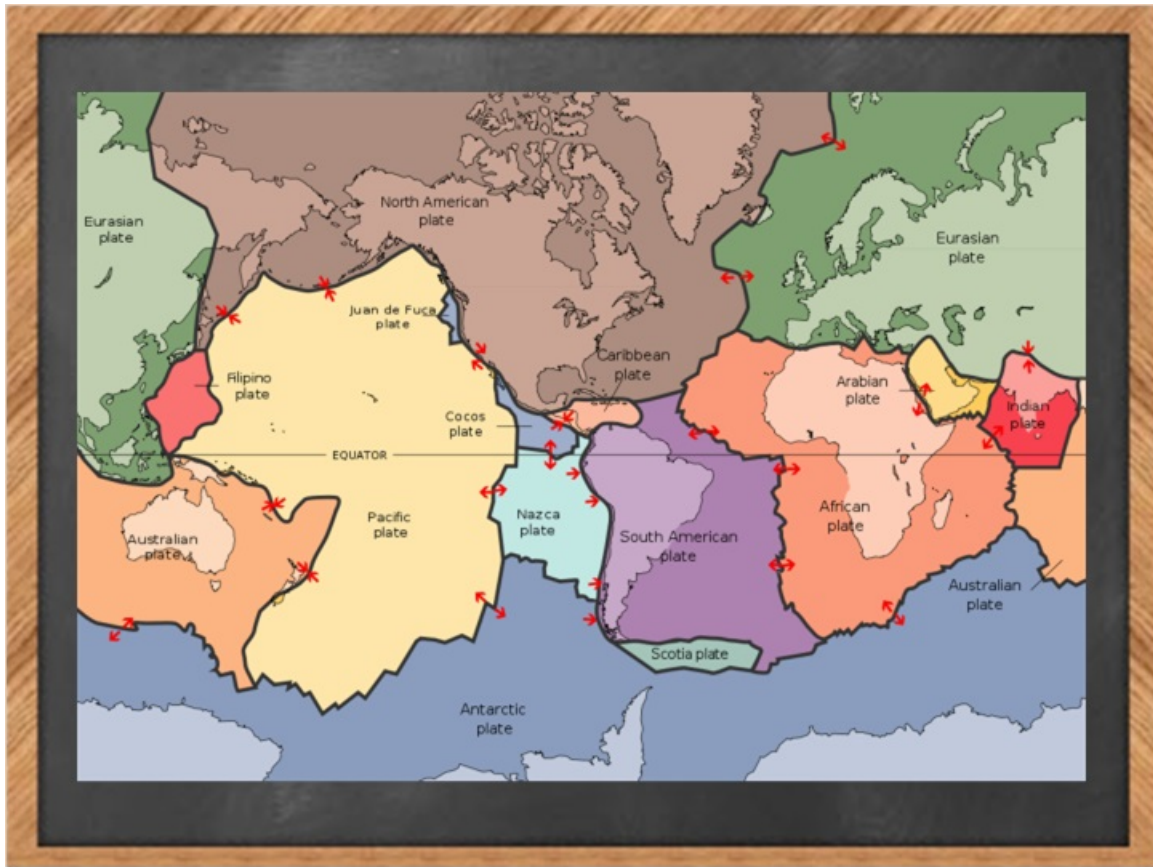 North American
plate
Eurasian
plate
Eurasian
plate
Juan de Fuca
plate
Caribbean
plate
Filipino
plate
Arabian
plate
Indian
plate
Cocos
plate
EQUATOR
Nazca
plate
Pacific
plate
African
plate
Australian
plate
South American
plate
Australian
plate
Scotia plate
Antarctic
plate